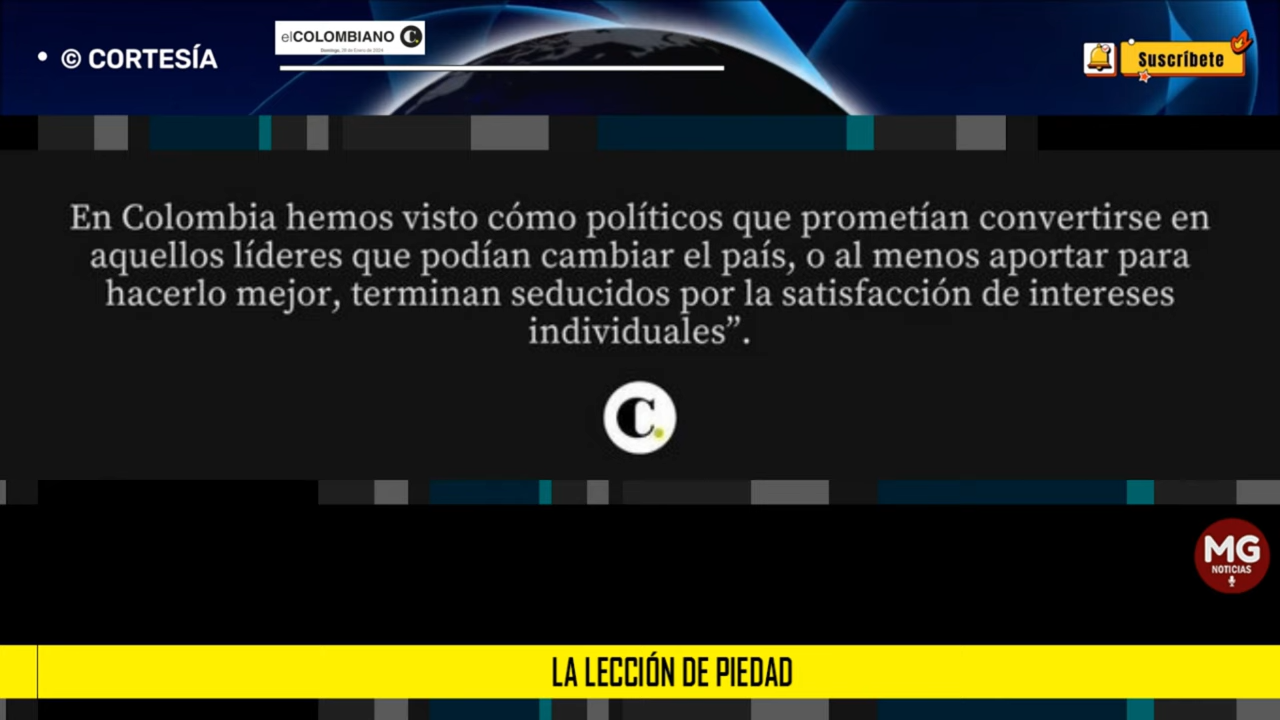 • © CORTESÍA
elCOLOMBIANO C
Suscríbete
En Colombia hemos visto cómo políticos que prometían convertirse en
aquellos líderes que podían cambiar el país, o al menos aportar para
hacerlo mejor, terminan seducidos por la satisfacción de intereses
individuales”.
C.
MG
NOTICIAS
LA LECCIÓN DE PIEDAD